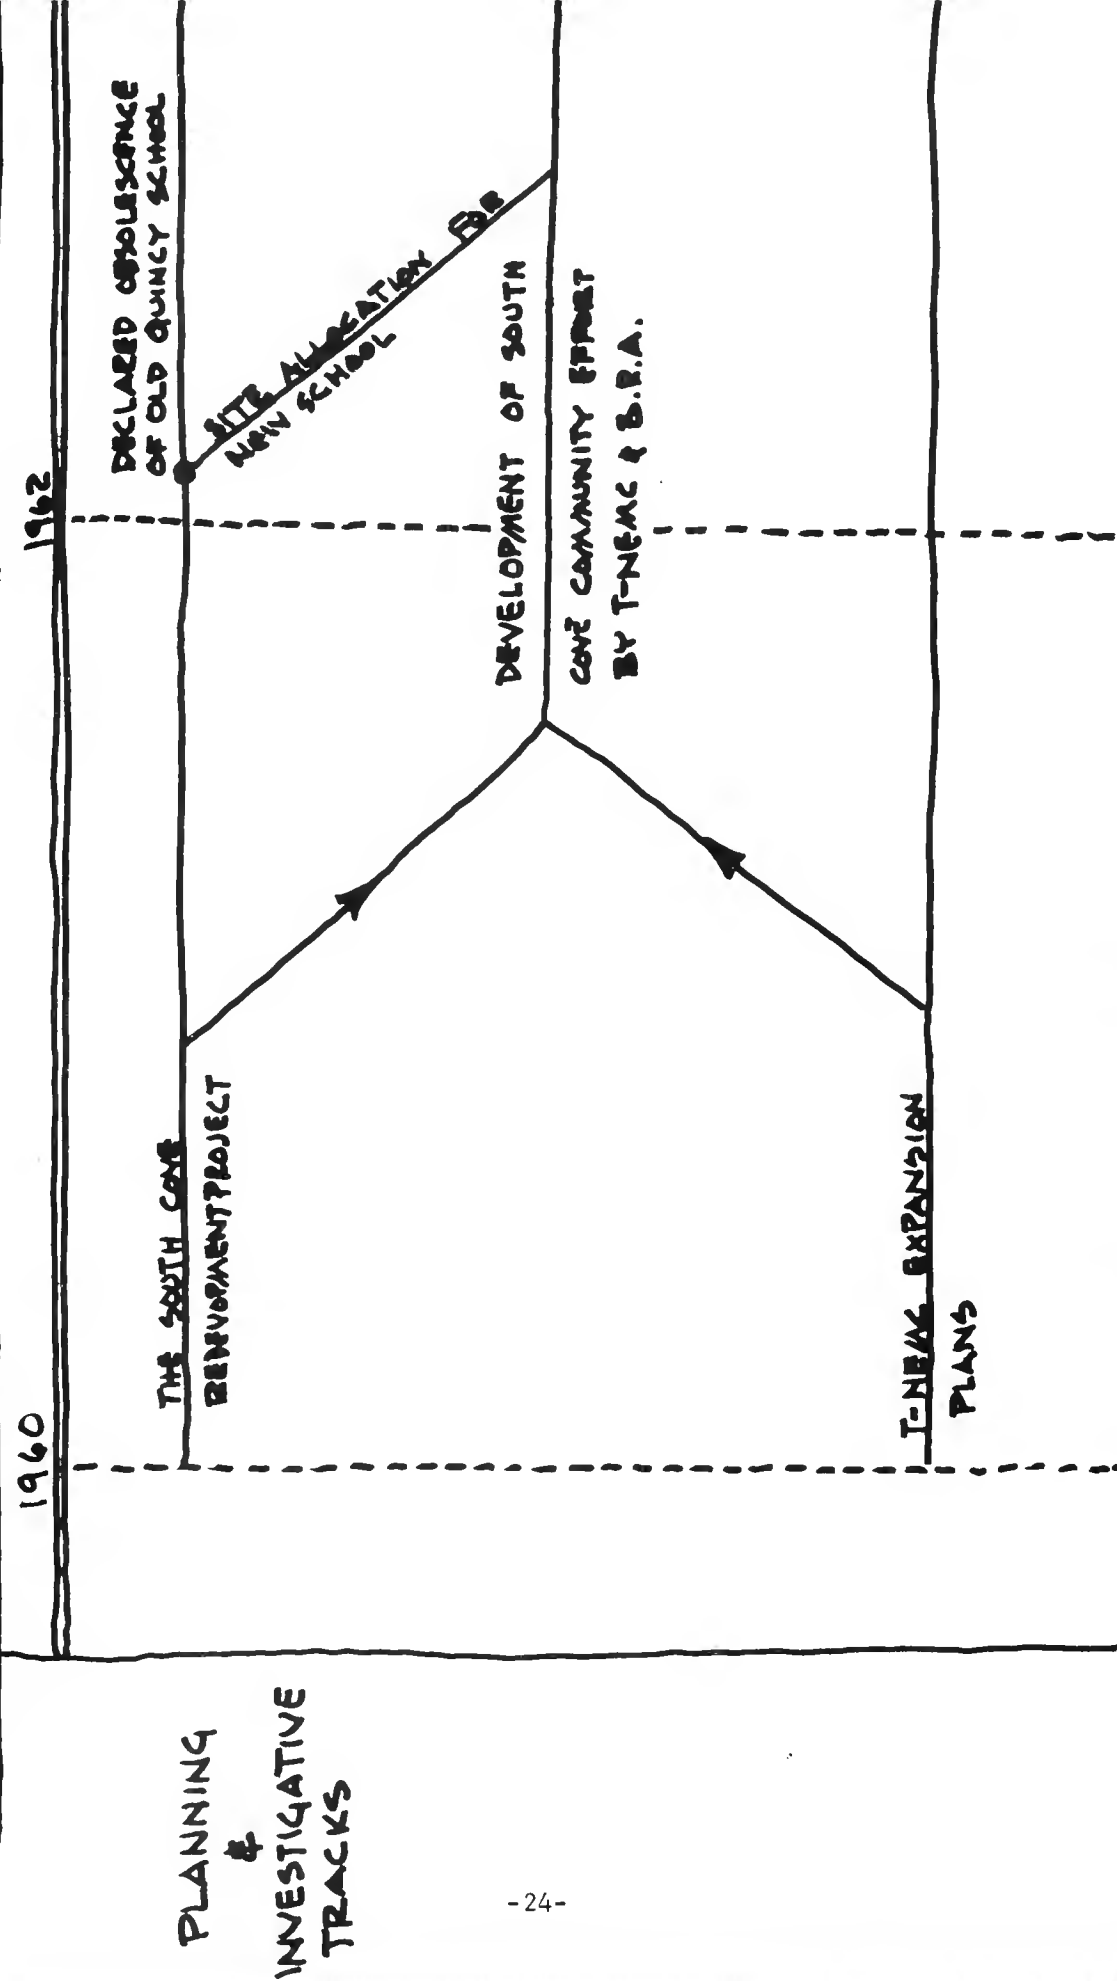 1960
1962
PLANNING
&
INVESTIGATIVE
TRACKS
THE SOUTH COVE
REDEVOPMENT PROJECT
DECLARED OBSOLESCENCE
OF OLD QUINCY SCHOOL
SITE ALLOCATION FOR
NEW SCHOOL
DEVELOPMENT OF SOUTH
COVE COMMUNITY EFFORT
BY T-NEMC & B.R.A.
T-NEMC EXPANSION
PLANS
-24-